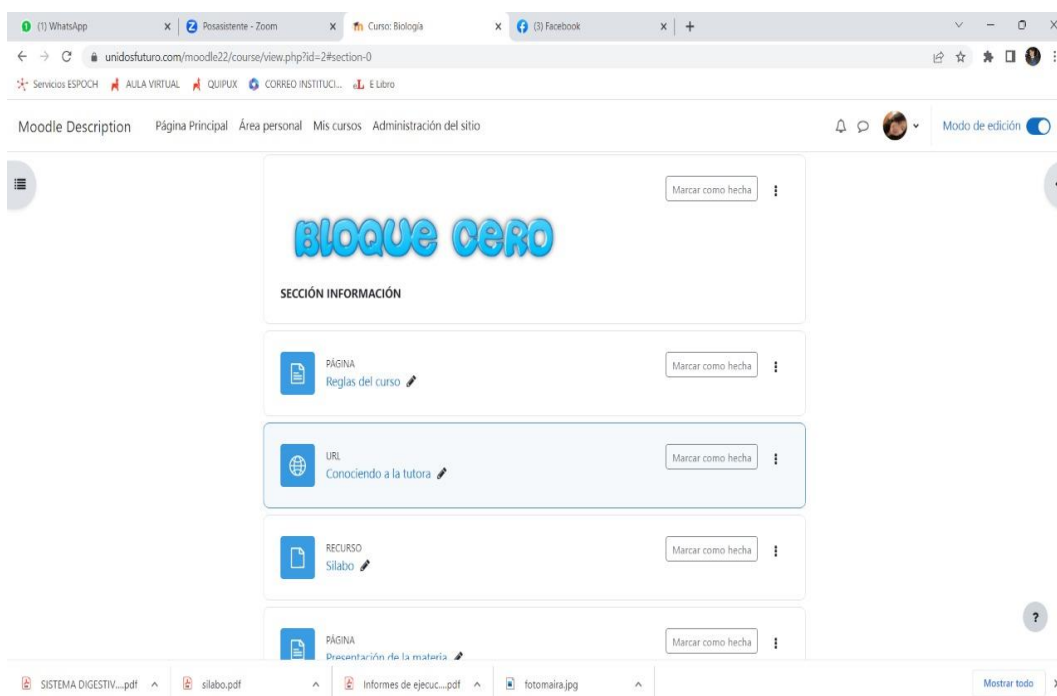 (1) WhatsApp
Posasistente - Zoom
Curso: Biología
(3) Facebook
unidosfuturo.com/moodle22/course/view.php?id=2#section-0
Servicios ESPOCH
AULA VIRTUAL
QUIPUX
CORREO INSTITUCI...
E Libro
Moodle Description
Página Principal
Área personal
Mis cursos
Administración del sitio
Modo de edición
Marcar como hecha
BLOQUE CERO
SECCIÓN INFORMACIÓN
PÁGINA
Reglas del curso
Marcar como hecha
URL
Conociendo a la tutora
Marcar como hecha
RECURSO
Silabo
Marcar como hecha
PÁGINA
Presentación de la materia
Marcar como hecha
?
SISTEMA DIGESTIV....pdf
silabo.pdf
Informes de ejecuc....pdf
fotomaira.jpg
Mostrar todo